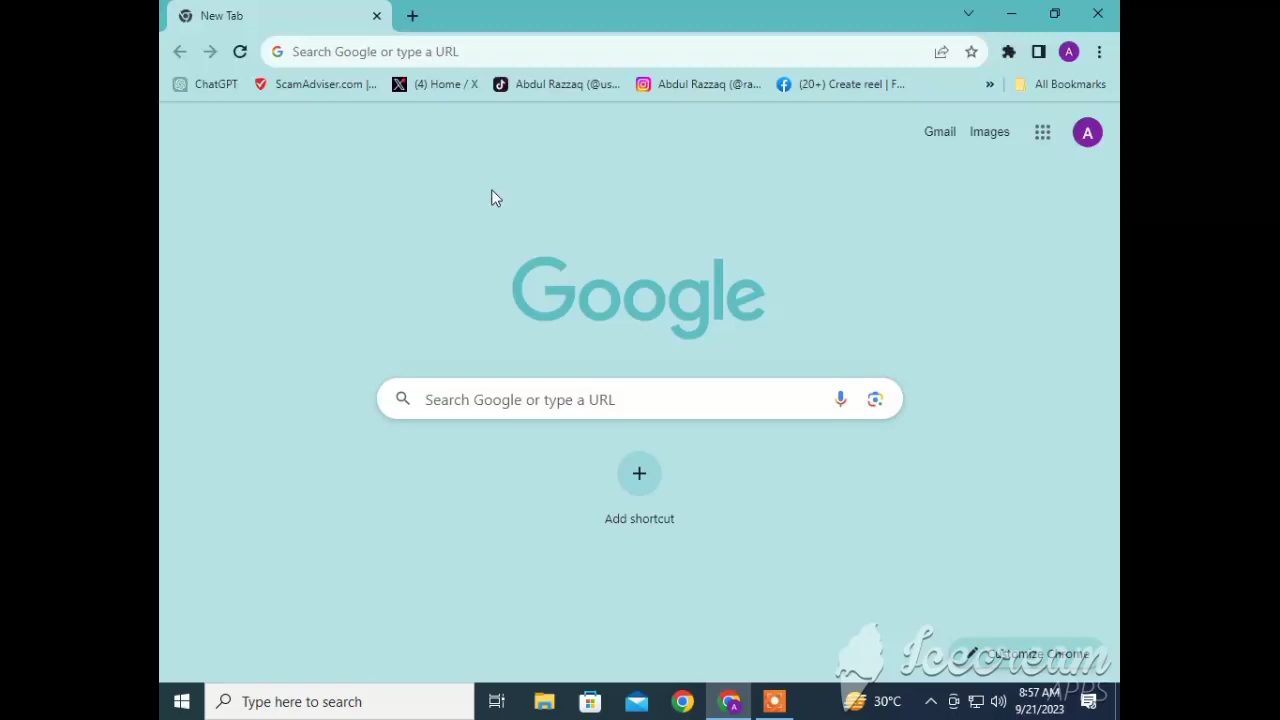 New Tab
Search Google or type a URL
A
ChatGPT
ScamAdviser.com |...
(4) Home / X
Abdul Razzaq (@us...
Abdul Razzaq (@ra...
(20+) Create reel | F...
»
All Bookmarks
Gmail
Images
A
Google
Search Google or type a URL
Add shortcut
Customize Chrome
Icecream
APPS
Type here to search
A
30°C
8:57 AM
9/21/2023